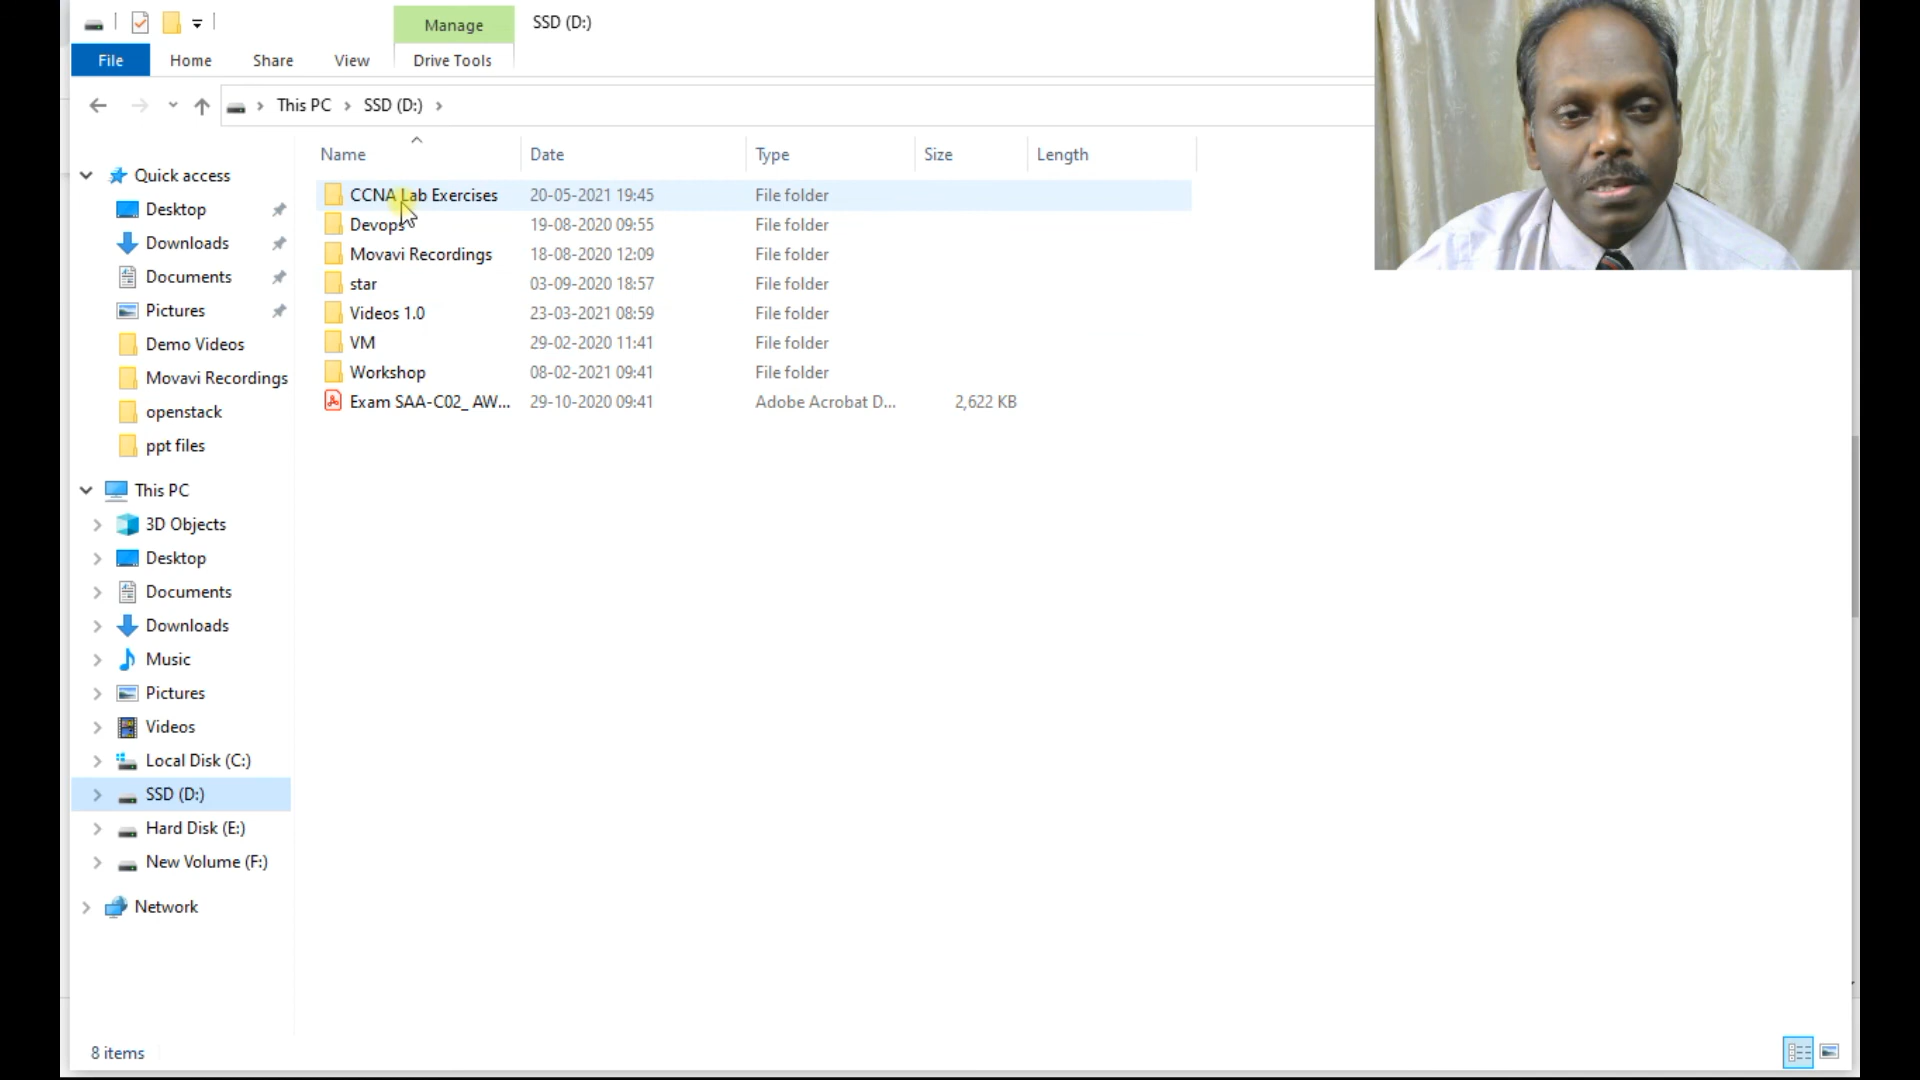 Manage
SSD (D:)
File
Home
Share
View
Drive Tools
This PC
SSD (D:)
Name
Date
Type
Size
Length
Quick access
Desktop
Downloads
Documents
Pictures
Demo Videos
Movavi Recordings
openstack
ppt files
This PC
3D Objects
Desktop
Documents
Downloads
Music
Pictures
Videos
Local Disk (C:)
SSD (D:)
Hard Disk (E:)
New Volume (F:)
Network
CCNA Lab Exercises 20-05-2021 19:45 File folder
Devops 19-08-2020 09:55 File folder
Movavi Recordings 18-08-2020 12:09 File folder
star 03-09-2020 18:57 File folder
Videos 1.0 23-03-2021 08:59 File folder
VM 29-02-2020 11:41 File folder
Workshop 08-02-2021 09:41 File folder
Exam SAA-C02_ AW... 29-10-2020 09:41 Adobe Acrobat D... 2,622 KB
8 items